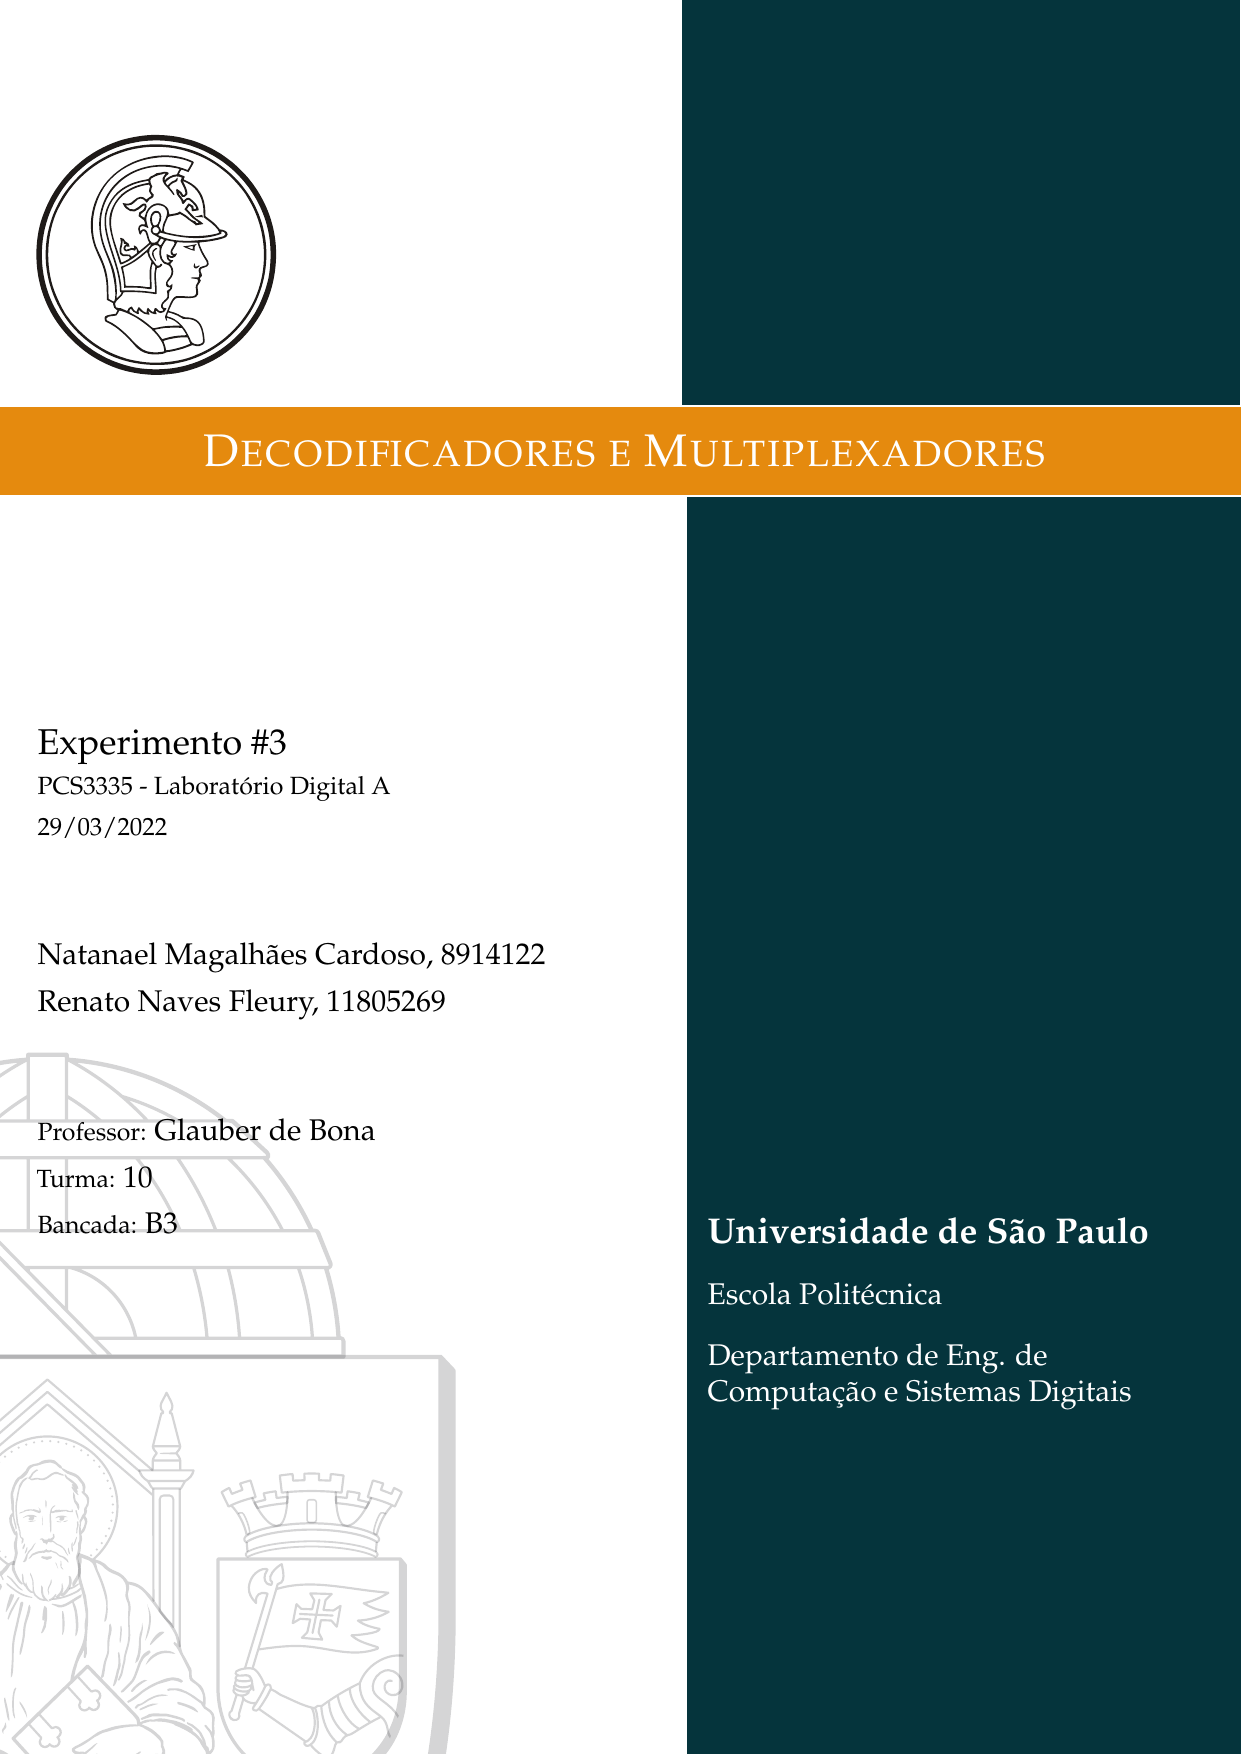 DECODIFICADORES E MULTIPLEXADORES
Experimento #3
PCS3335 - Laboratório Digital A
29/03/2022
Natanael Magalhães Cardoso, 8914122
Renato Naves Fleury, 11805269
Professor: Glauber de Bona
Turma: 10
Bancada: B3
Universidade de São Paulo
Escola Politécnica
Departamento de Eng. de
Computação e Sistemas Digitais